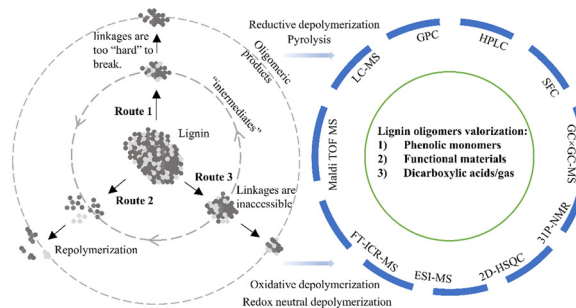 linkages are
too "hard" to
break.
Oligomeric
products
"intermediates"
Route 1
Lignin
Route 3
Route 2
Linkages are
inaccessible
Repolymerization
Reductive depolymerization
Pyrolysis
Oxidative depolymerization
Redox neutral depolymerization
Maldi TOF MS
LC-MS
GPC
HPLC
SFC
GC×GC-MS
31P-NMR
2D-HSQC
ESI-MS
FT-ICR-MS
Lignin oligomers valorization:
1) Phenolic monomers
2) Functional materials
3) Dicarboxylic acids/gas